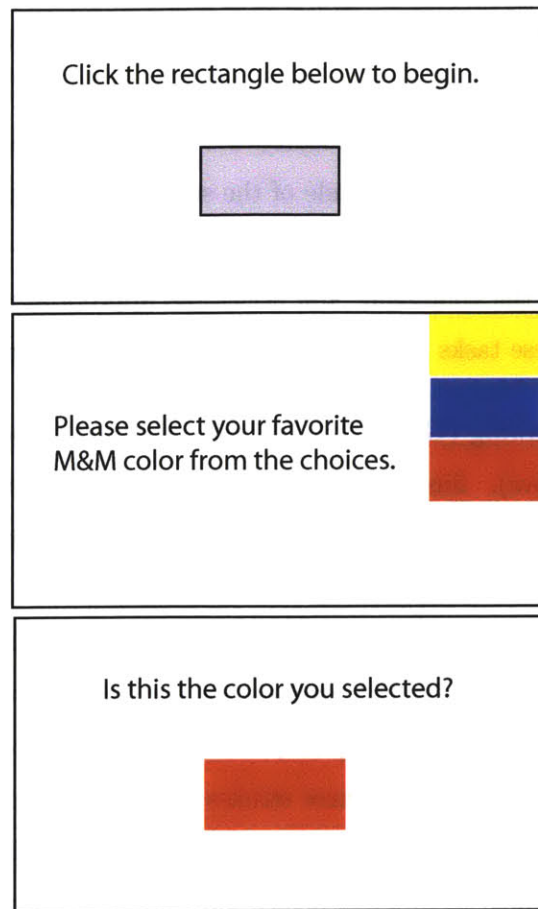 Click the rectangle below to begin.
Please select your favorite
M&M color from the choices.
Is this the color you selected?